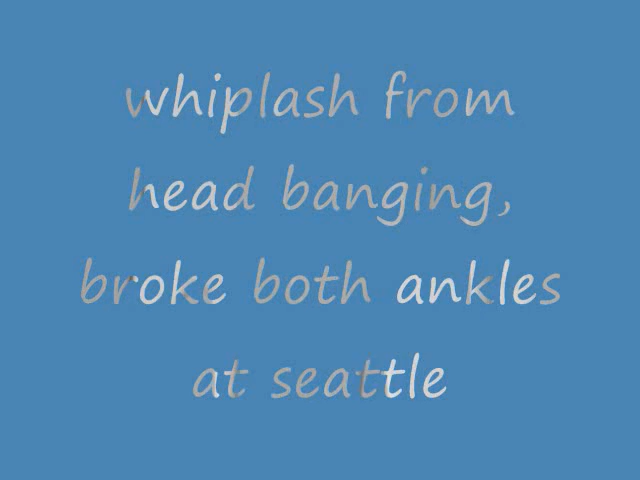 whiplash from
head banging,
broke both ankles
at seattle